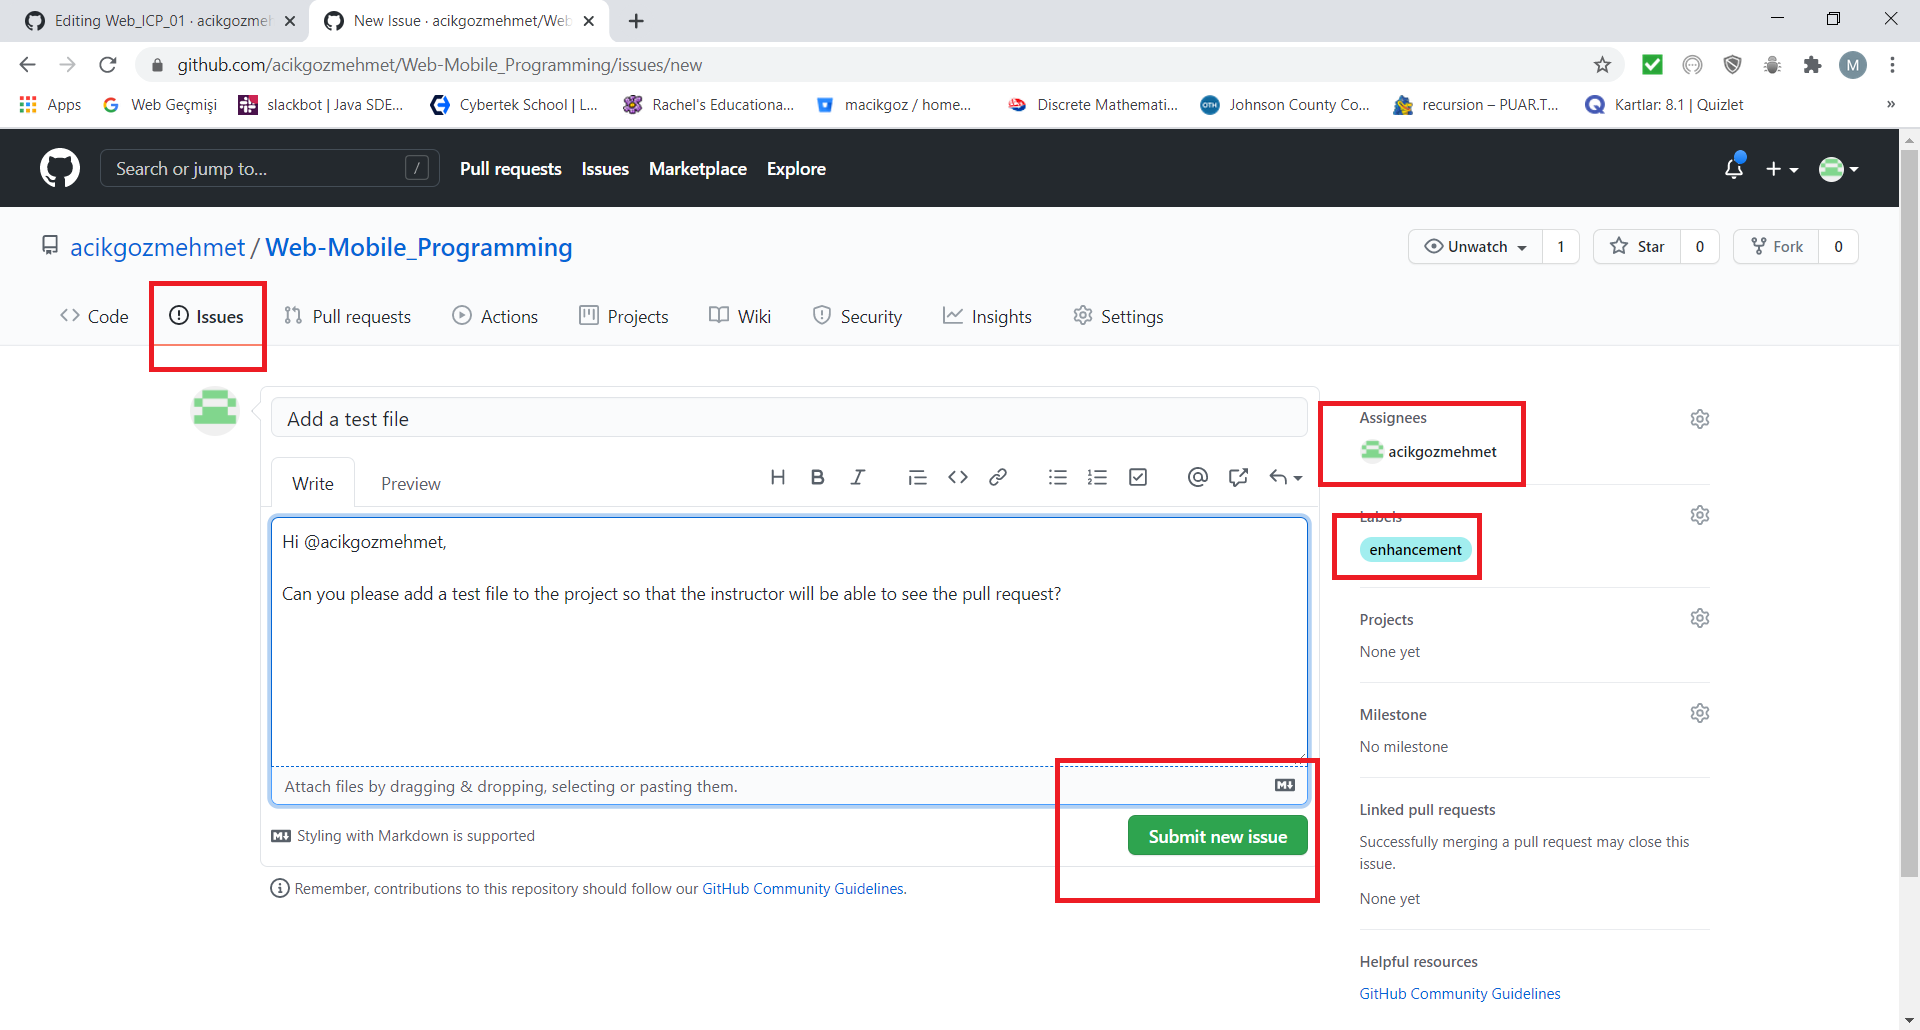 Editing Web_ICP_01 · acikgozmeh
New Issue · acikgozmehmet/Web
github.com/acikgozmehmet/Web-Mobile_Programming/issues/new
M
Apps
Web Geçmişi
slackbot | Java SDE...
Cybertek School | L...
Rachel's Educationa...
macikgoz / home...
Discrete Mathemati...
OTH
Johnson County Co...
recursion – PUAR.T...
Kartlar: 8.1 | Quizlet
»
Search or jump to...
/
Pull requests
Issues
Marketplace
Explore
acikgozmehmet / Web-Mobile_Programming
Unwatch 1
Star 0
Fork 0
Code
Issues
Pull requests
Actions
Projects
Wiki
Security
Insights
Settings
Add a test file
Write
Preview
Hi @acikgozmehmet,
Can you please add a test file to the project so that the instructor will be able to see the pull request?
Attach files by dragging & dropping, selecting or pasting them.
Styling with Markdown is supported
Submit new issue
Remember, contributions to this repository should follow our GitHub Community Guidelines.
Assignees
acikgozmehmet
Labels
enhancement
Projects
None yet
Milestone
No milestone
Linked pull requests
Successfully merging a pull request may close this
issue.
None yet
Helpful resources
GitHub Community Guidelines